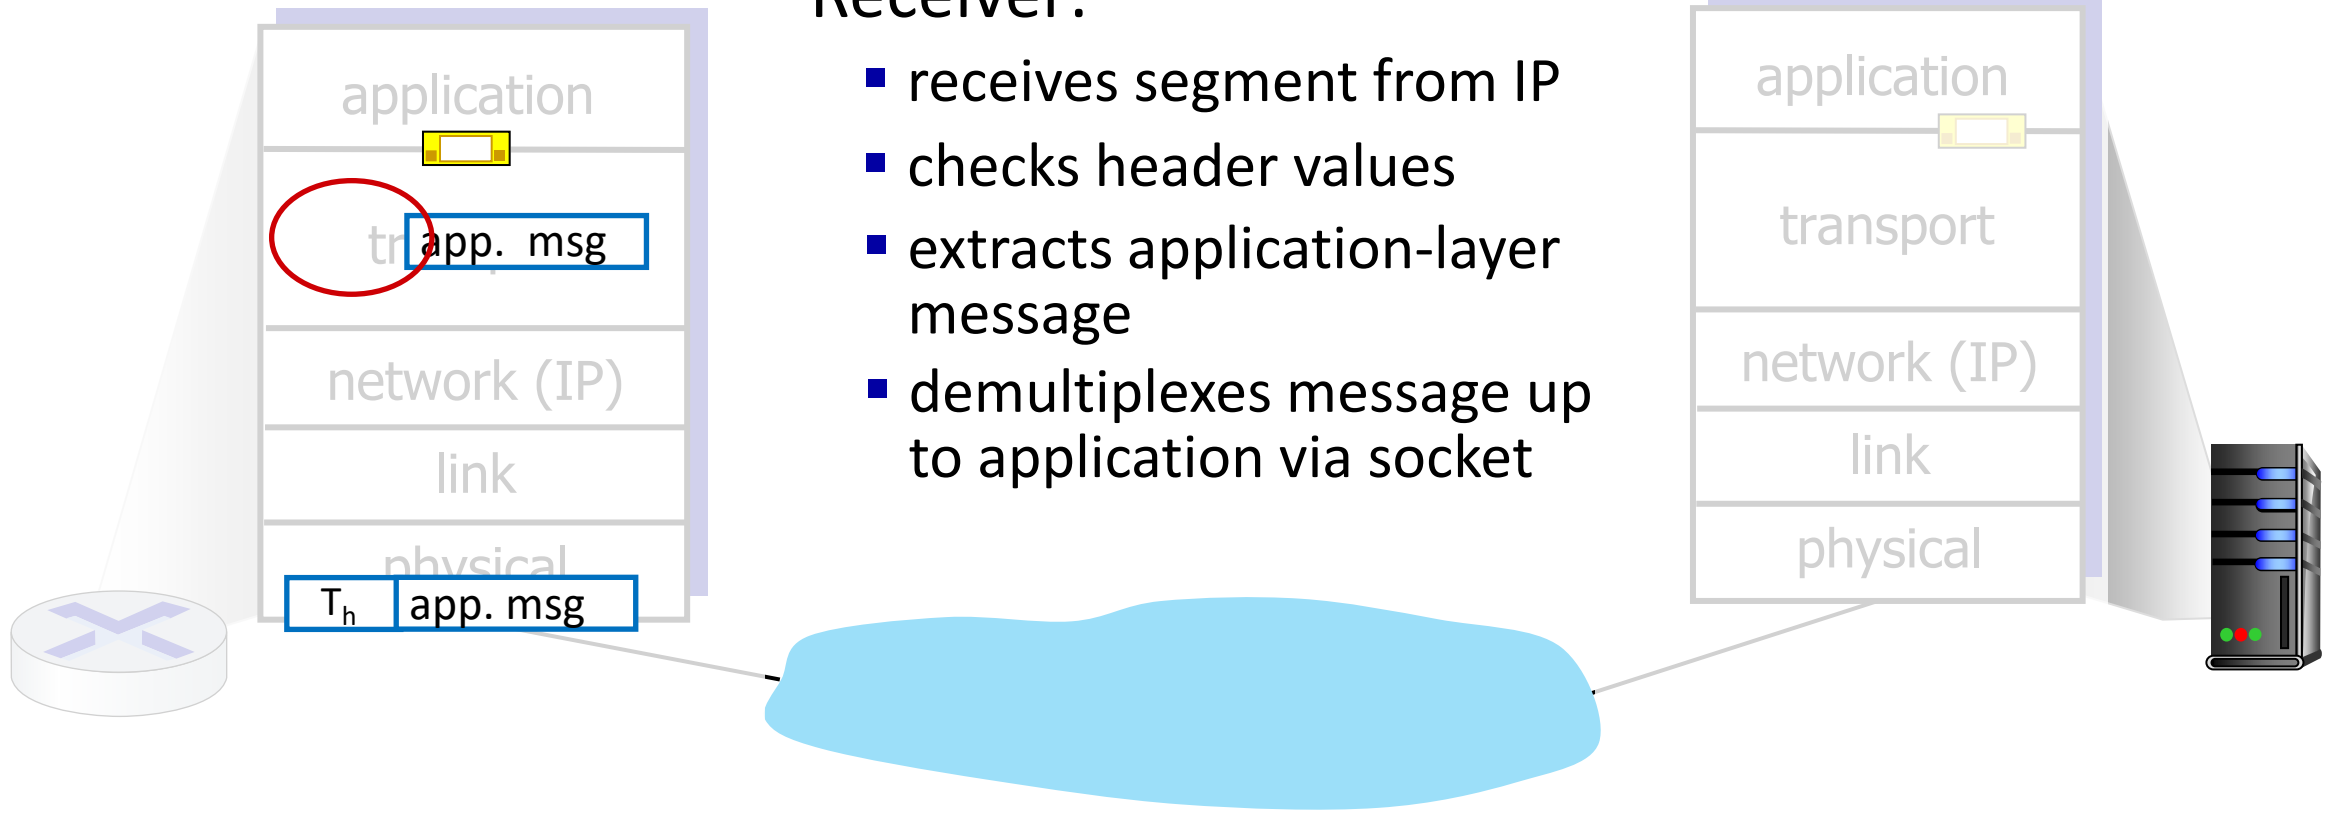 Receiver:
application
tr
app. msg
network (IP)
link
physical
T_h
app. msg
▪ receives segment from IP
▪ checks header values
▪ extracts application-layer
message
▪ demultiplexes message up
to application via socket
application
transport
network (IP)
link
physical